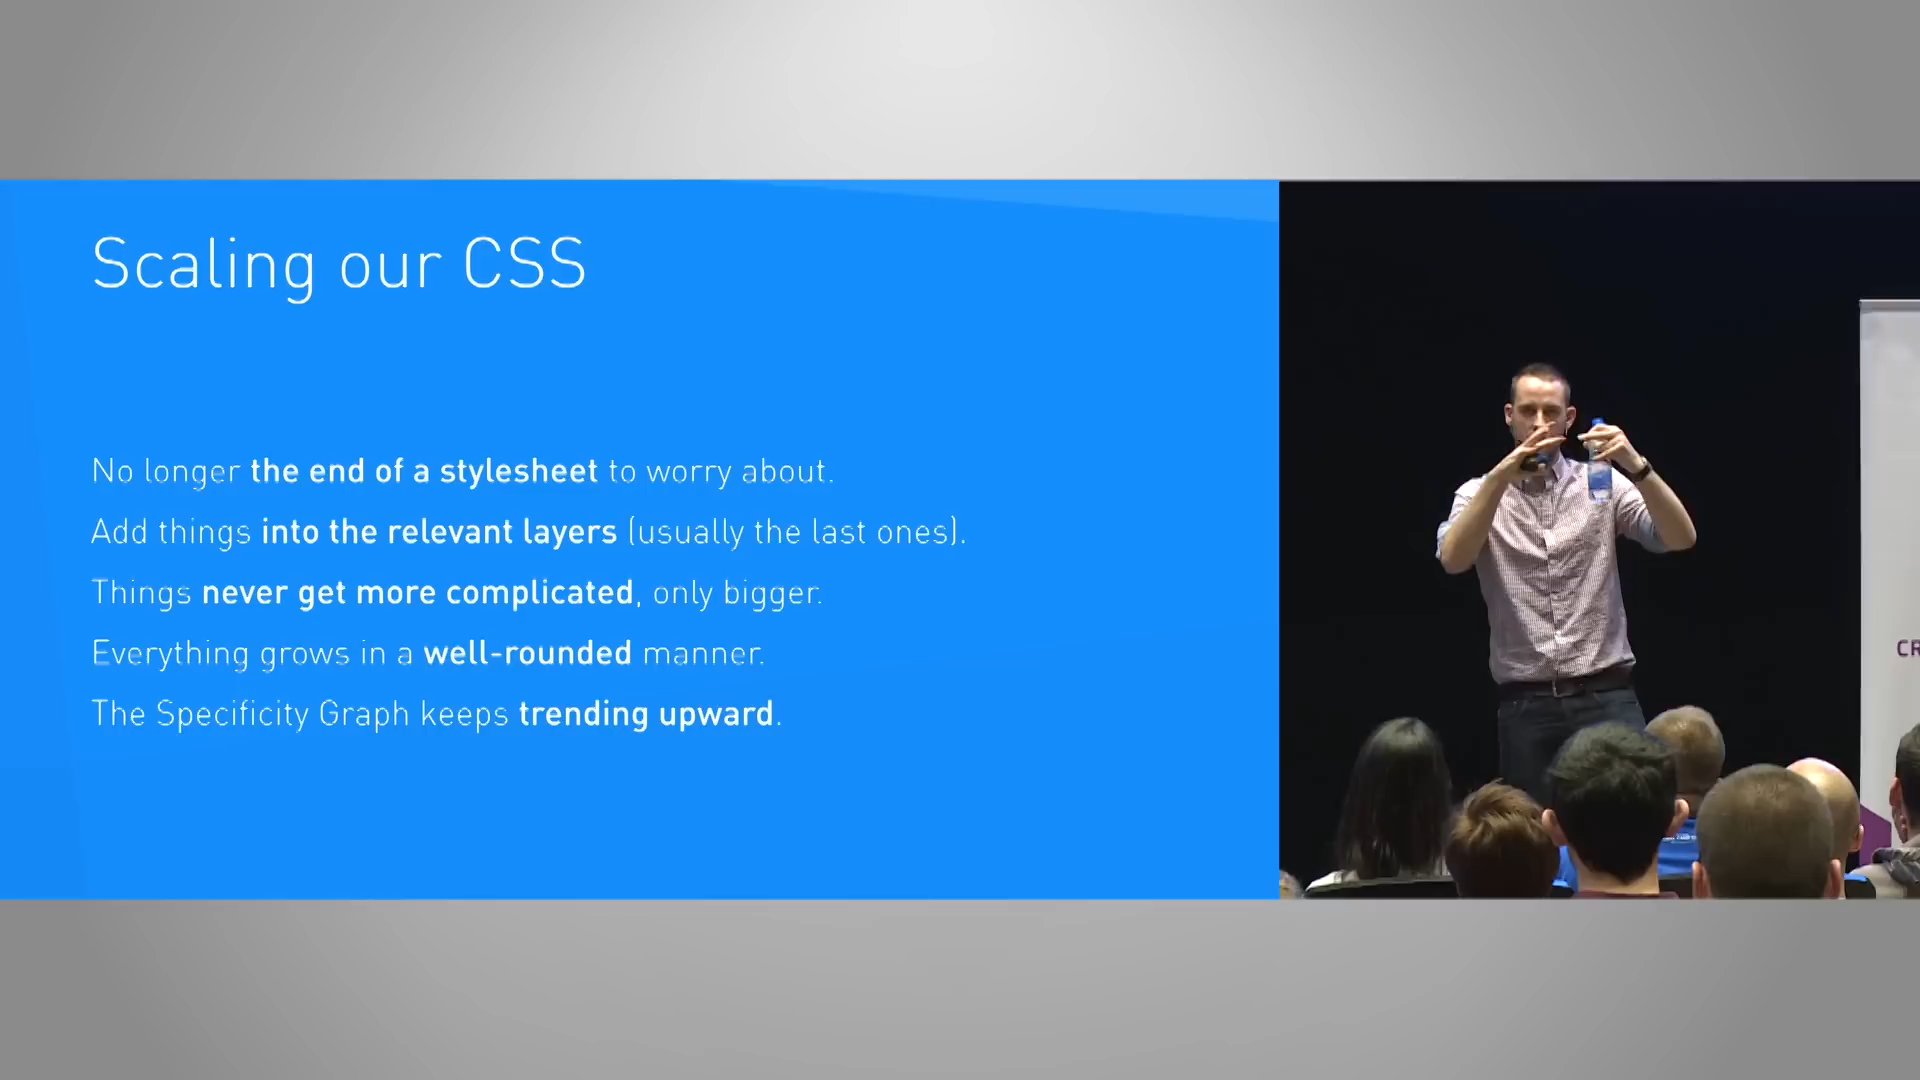 Scaling our CSS
No longer the end of a stylesheet to worry about.
Add things into the relevant layers (usually the last ones).
Things never get more complicated, only bigger.
Everything grows in a well-rounded manner.
The Specificity Graph keeps trending upward.
CR